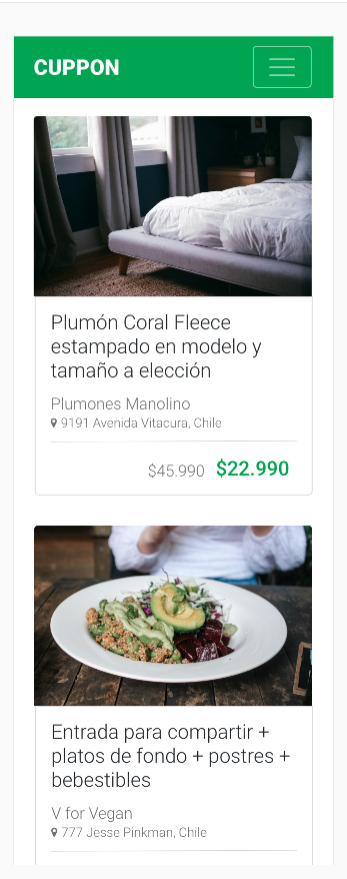 CUPPON
Plumón Coral Fleece
estampado en modelo y
tamaño a elección
Plumones Manolino
9191 Avenida Vitacura, Chile
$45.990 $22.990
Entrada para compartir +
platos de fondo + postres +
bebestibles
V for Vegan
777 Jesse Pinkman, Chile